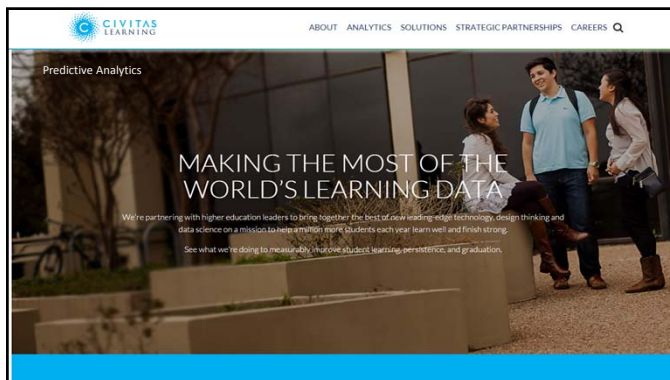 CIVITAS
LEARNING
ABOUT ANALYTICS SOLUTIONS STRATEGIC PARTNERSHIPS CAREERS
Predictive Analytics
MAKING THE MOST OF THE
WORLD'S LEARNING DATA
We're partnering with higher education leaders to bring together the best of new leading-edge technology, design thinking and
data science on a mission to help a million more students each year learn well and finish strong.
See what we're doing to measurably improve student learning, persistence, and graduation.